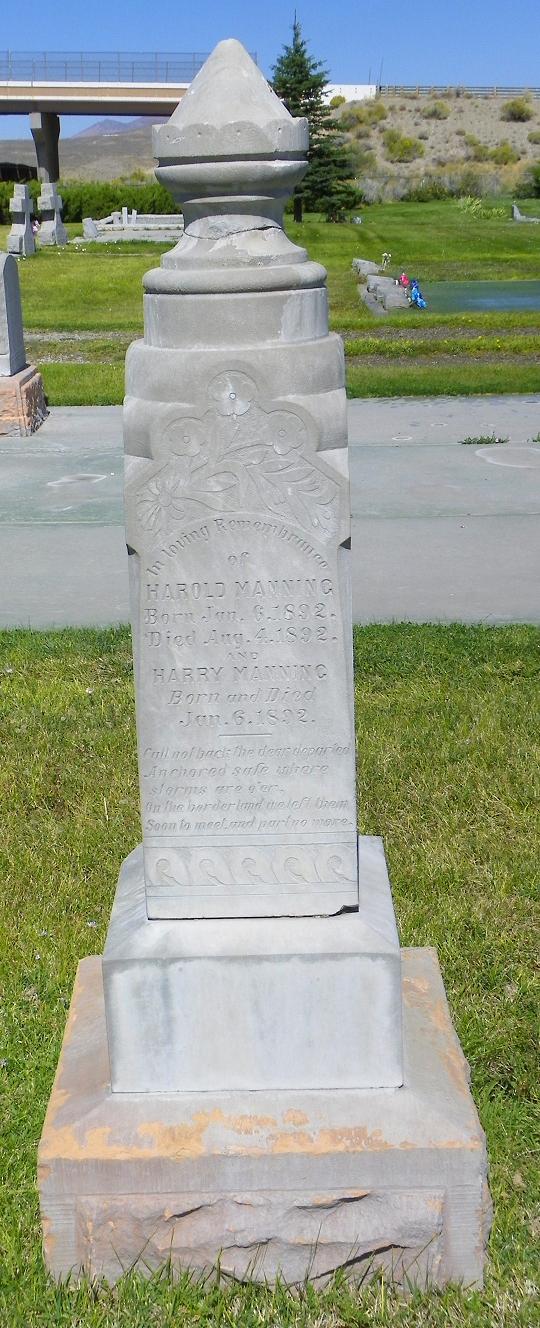 In loving Remembrance
of
HAROLD MANNING
Born Jan. 6. 1892.
Died Aug. 4. 1892.
AND
HARRY MANNING
Born and Died
Jan. 6. 1892.
Call not back the dear departed
Anchored safe where
storms are o'er.
On the borderland we left them
Soon to meet and part no more.